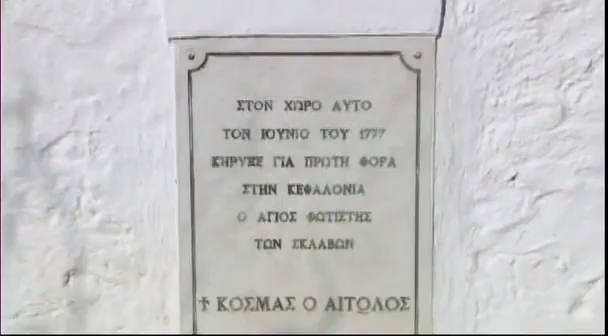 ΣΤΟΝ ΧΩΡΟ ΑΥΤΟ
ΤΟΝ ΙΟΥΝΙΟ ΤΟΥ 1777
ΚΗΡΥΞΕ ΓΙΑ ΠΡΩΤΗ ΦΟΡΑ
ΣΤΗΝ ΚΕΦΑΛΟΝΙΑ
Ο ΑΓΙΟΣ ΦΩΤΙΣΤΗΣ
ΤΩΝ ΣΚΛΑΒΩΝ
† ΚΟΣΜΑΣ Ο ΑΙΤΩΛΟΣ